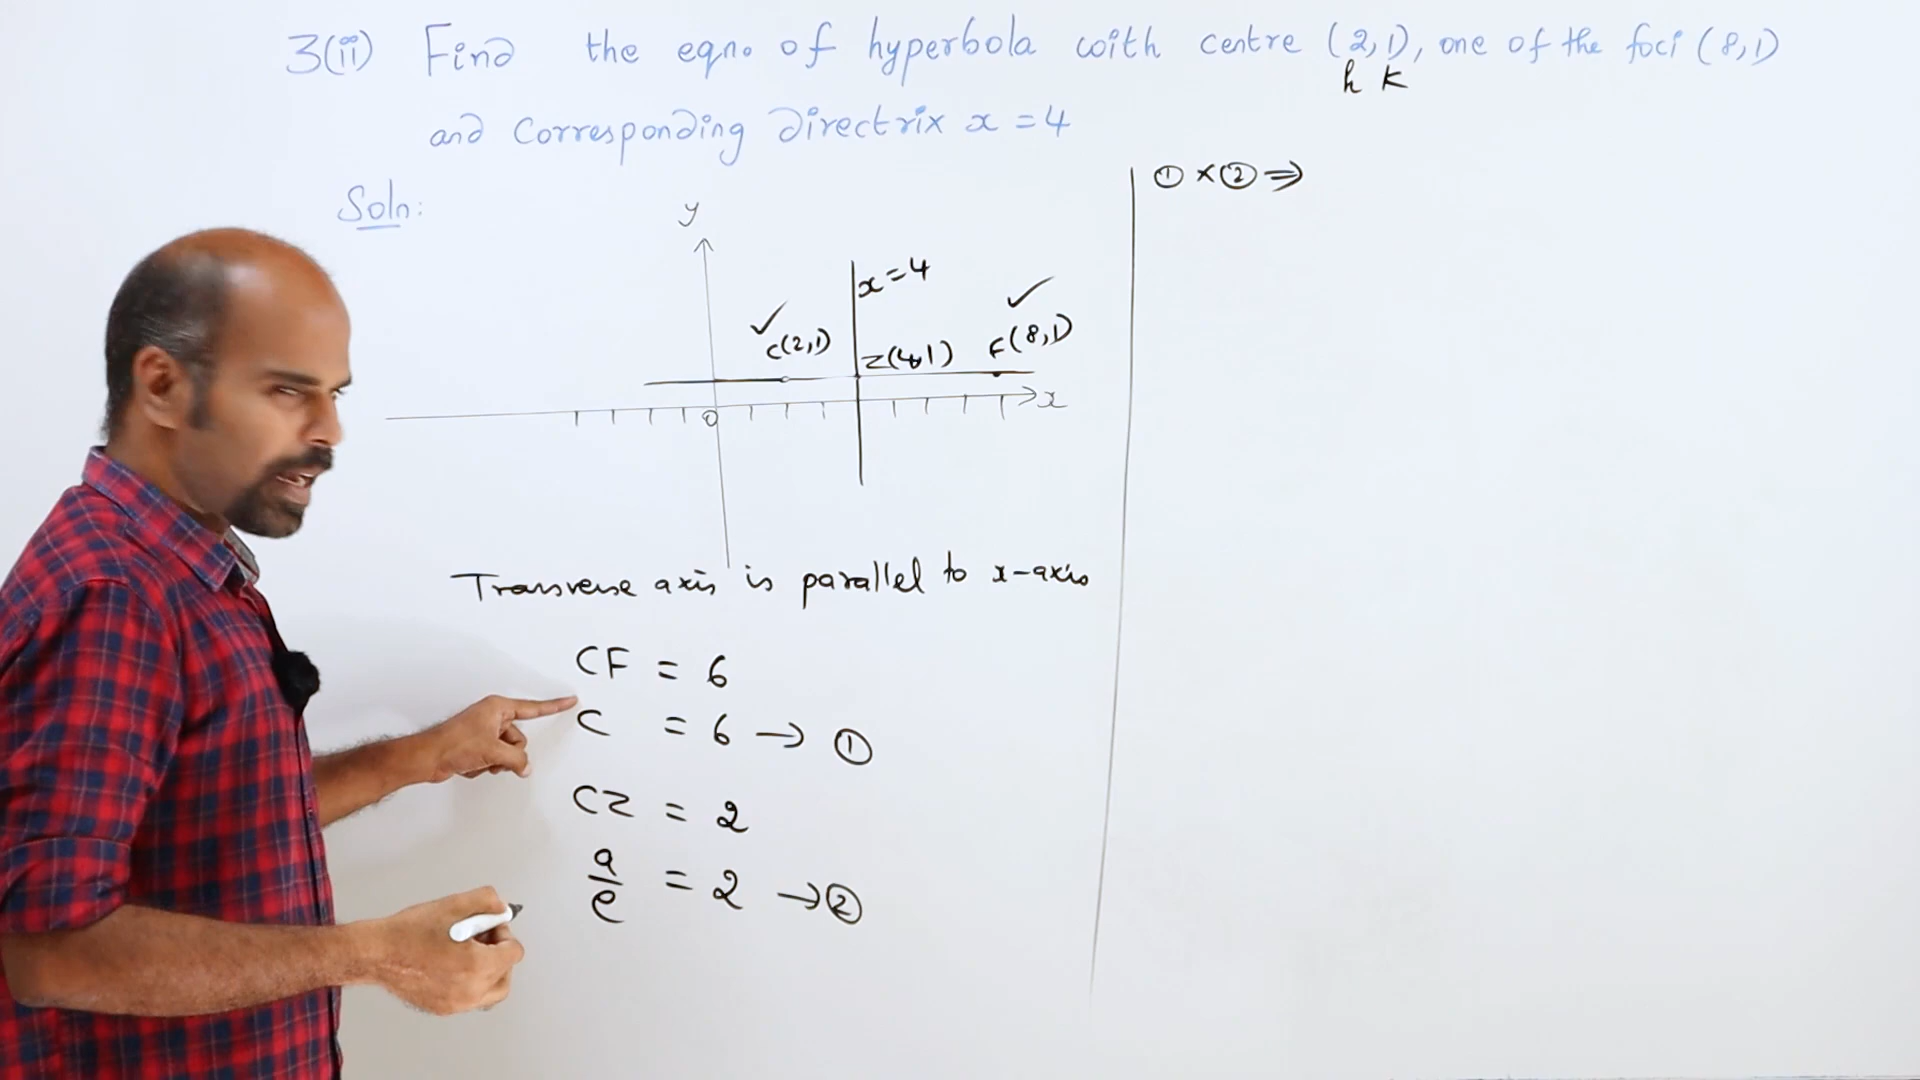 3(ii) Find the eqn. of hyperbola with centre (2,1), one of the foci (8,1)
h k
and Corresponding directrix x = 4
Soln:
① × ② ⇒
y
x = 4
✓ ✓
C(2,1) Z(4,1) F(8,1)
0 x
Transverse axis is parallel to x-axis
CF = 6
C = 6 → ①
CZ = 2
a/e = 2 → ②